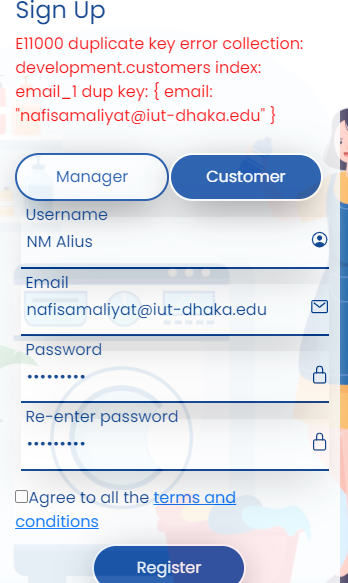 Sign Up
E11000 duplicate key error collection:
development.customers index:
email_1 dup key: { email:
"nafisamaliyat@iut-dhaka.edu" }
Manager
Customer
Username
NM Alius
Email
nafisamaliyat@iut-dhaka.edu
Password
•••••••••
Re-enter password
•••••••••
Agree to all the terms and
conditions
Register